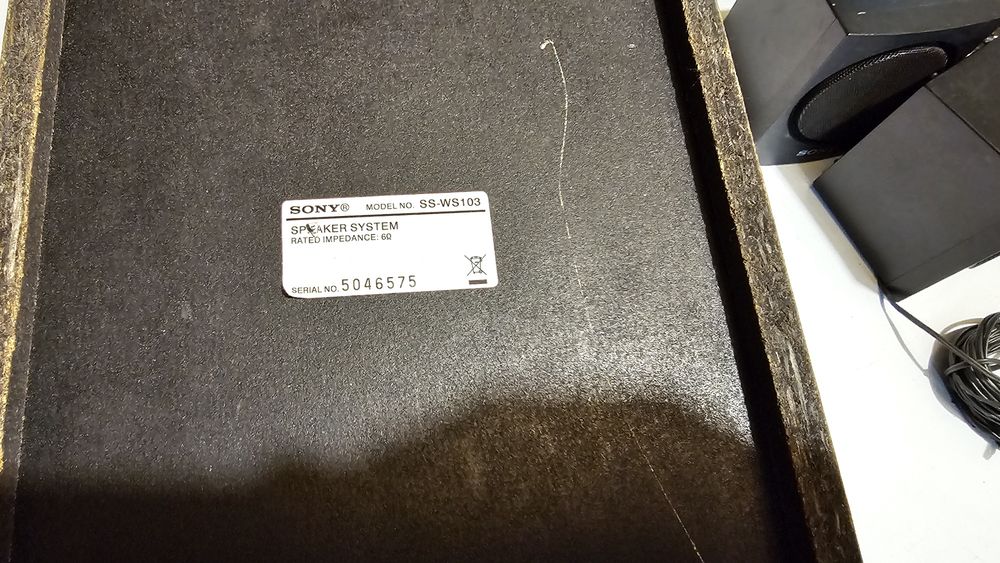 SONY® MODEL NO. SS-WS103
SPEAKER SYSTEM
RATED IMPEDANCE: 6Ω
SERIAL NO. 5046575